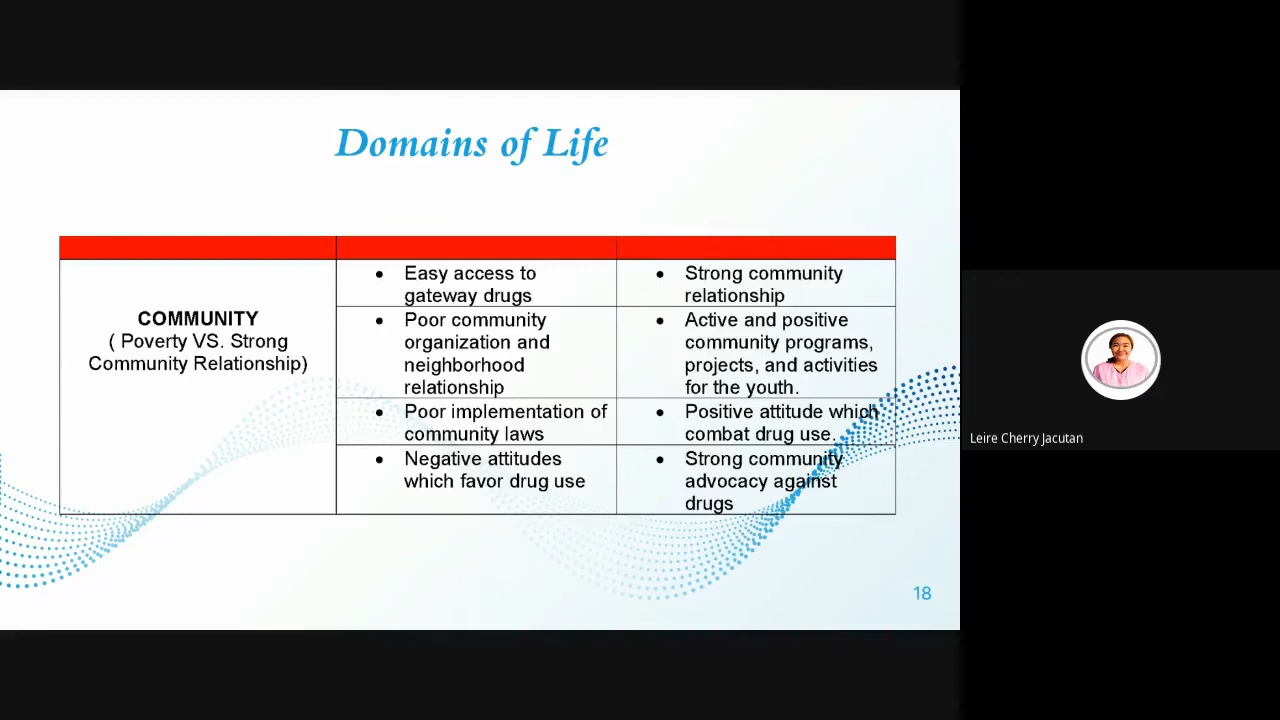 Domains of Life
COMMUNITY
( Poverty VS. Strong
Community Relationship)
• Easy access to
gateway drugs
• Strong community
relationship
• Poor community
organization and
neighborhood
relationship
• Active and positive
community programs,
projects, and activities
for the youth.
• Poor implementation of
community laws
• Positive attitude which
combat drug use.
• Negative attitudes
which favor drug use
• Strong community
advocacy against
drugs
18
Leire Cherry Jacutan